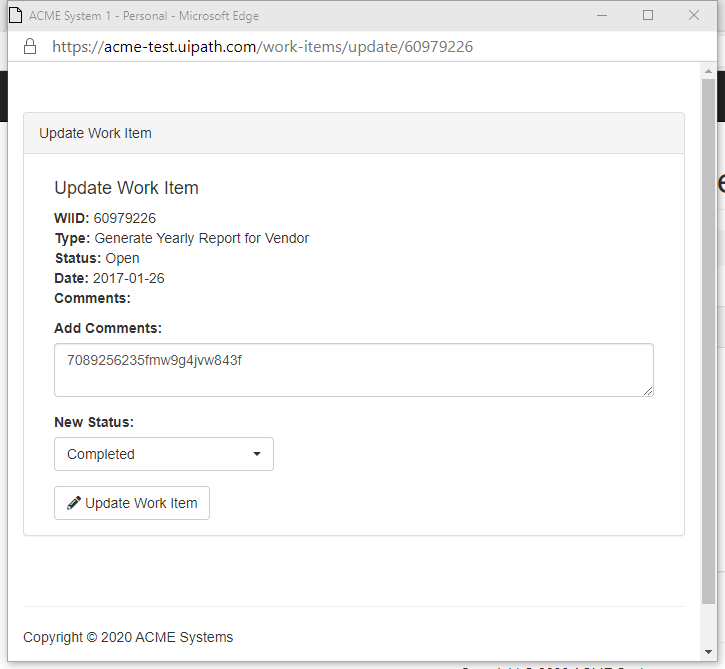 ACME System 1 - Personal - Microsoft Edge
https://acme-test.uipath.com/work-items/update/60979226
Update Work Item
Update Work Item
WIID: 60979226
Type: Generate Yearly Report for Vendor
Status: Open
Date: 2017-01-26
Comments:
Add Comments:
7089256235fmw9g4jvw843f
New Status:
Completed
Update Work Item
Copyright © 2020 ACME Systems